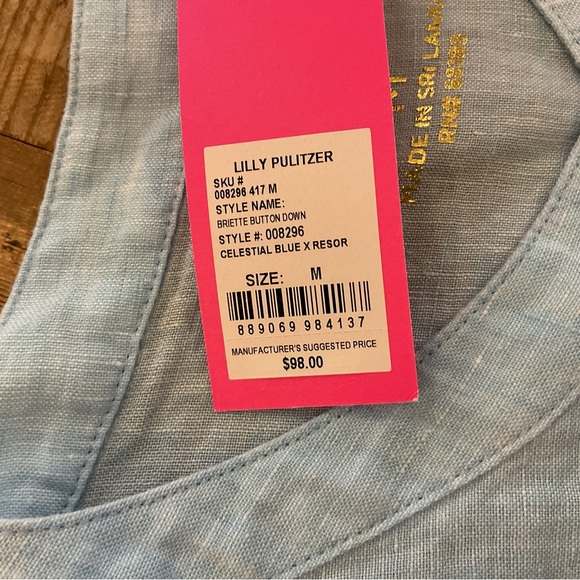 LILLY PULITZER
SKU #
008296 417 M
STYLE NAME:
BRIETTE BUTTON DOWN
STYLE #: 008296
CELESTIAL BLUE X RESOR
SIZE: M
889069 984137
MANUFACTURER'S SUGGESTED PRICE
$98.00
M
MADE IN SRI LANKA
RN#